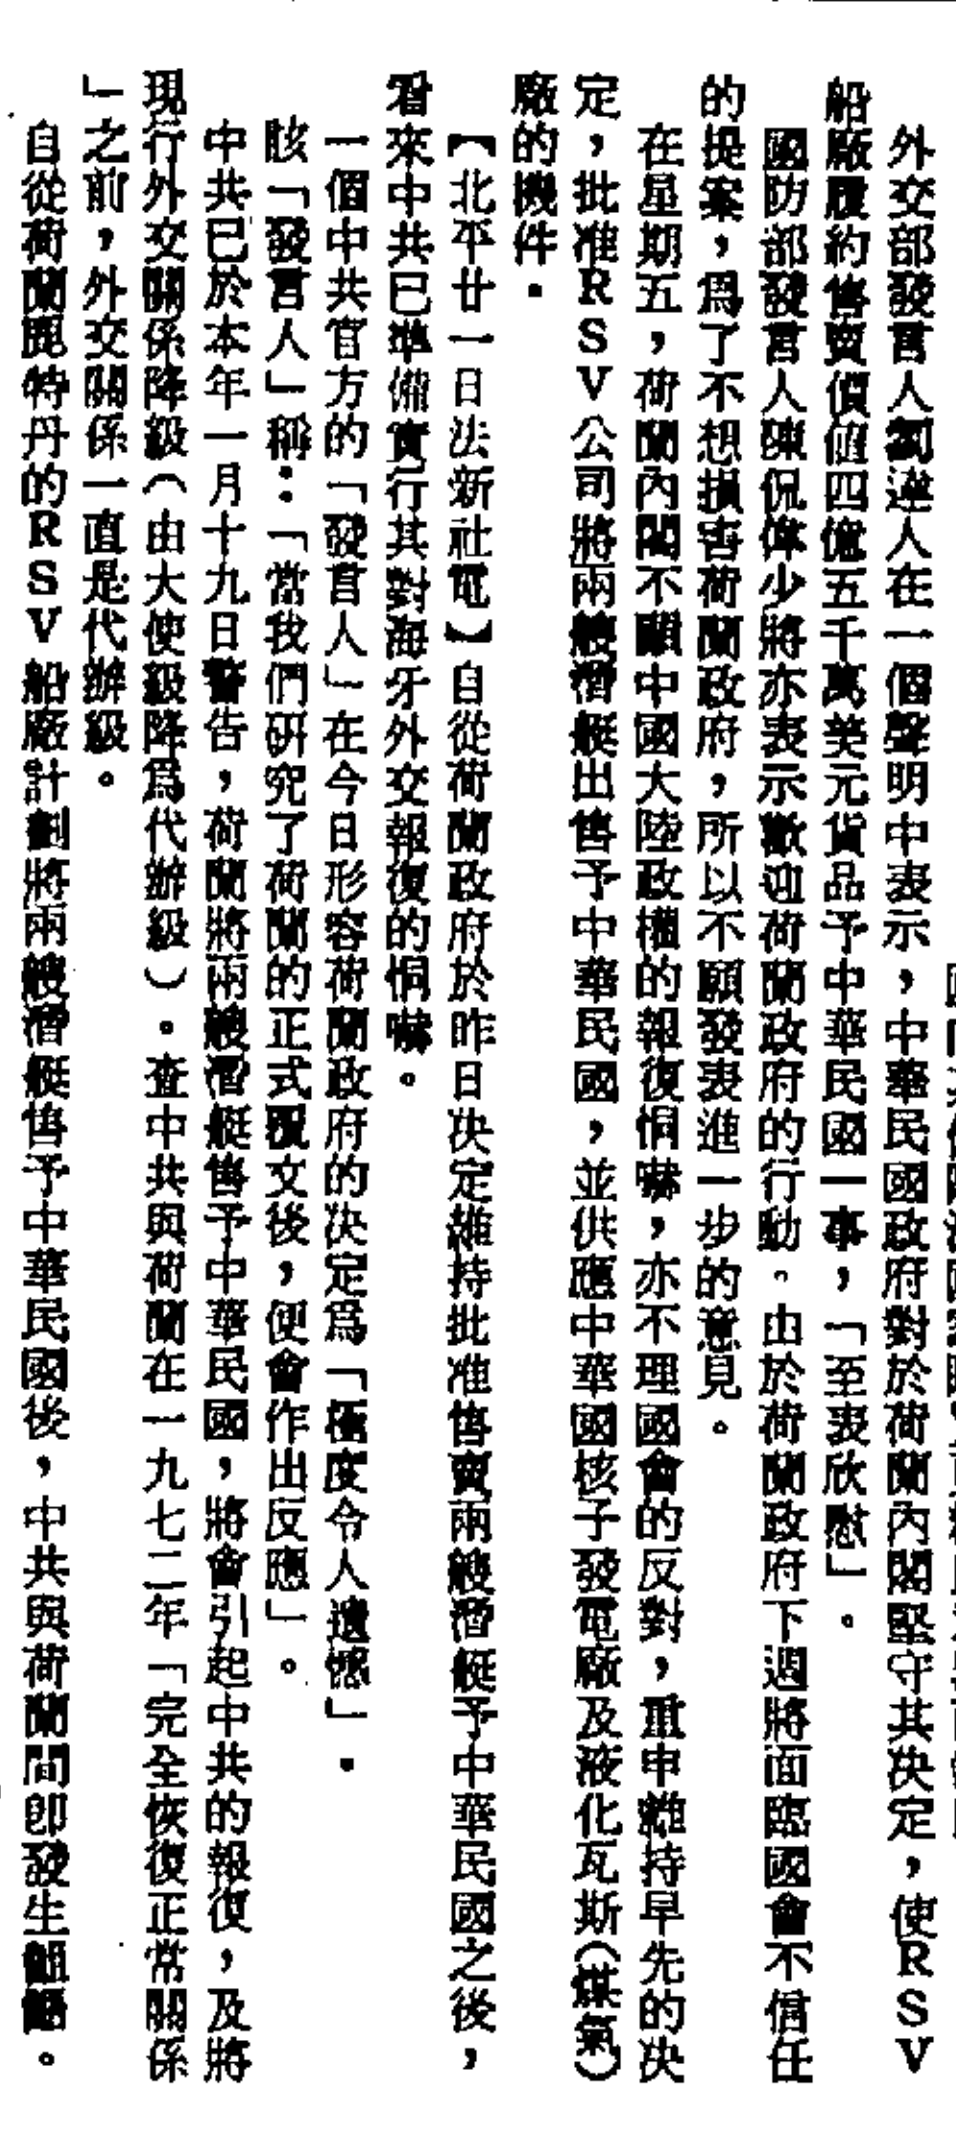 外交部發言人劉達人在一個聲明中表示，中華民國政府對於荷蘭內閣堅守其決定，使RSV
船廠履約售賣價値四億五千萬美元貨品予中華民國一事，「至表欣慰」。
國防部發言人陳侃偉少將亦表示歡迎荷蘭政府的行動。由於荷蘭政府下週將面臨國會不信任
的提案，爲了不想損害荷蘭政府，所以不願發表進一步的意見。
在星期五，荷蘭內閣不顧中國大陸政權的報復恫嚇，亦不理國會的反對，重申維持早先的决
定，批准RSV公司將兩艘潛艇出售予中華民國，並供應中華國核子發電廠及液化瓦斯（煤氣）
廠的機件．
【北平廿一日法新社電】自從荷蘭政府於昨日决定維持批准售賣兩艘潛艇予中華民國之後，
看來中共已準備實行其對海牙外交報復的恫嚇。
一個中共官方的「發言人」在今日形容荷蘭政府的决定爲「極度令人遺憾」．
該「發言人」稱：「當我們研究了荷蘭的正式覆文後，便會作出反應」。
中共已於本年一月十九日警告，荷蘭將兩艘潛艇售予中華民國，將會引起中共的報復，及將
現行外交關係降級（由大使級降爲代辦級）。查中共與荷蘭在一九七二年「完全恢復正常關係
」之前，外交關係一直是代辦級。
自從荷蘭鹿特丹的RSV船廠計劃將兩艘潛艇售予中華民國後，中共與荷蘭間卽發生齟齬。